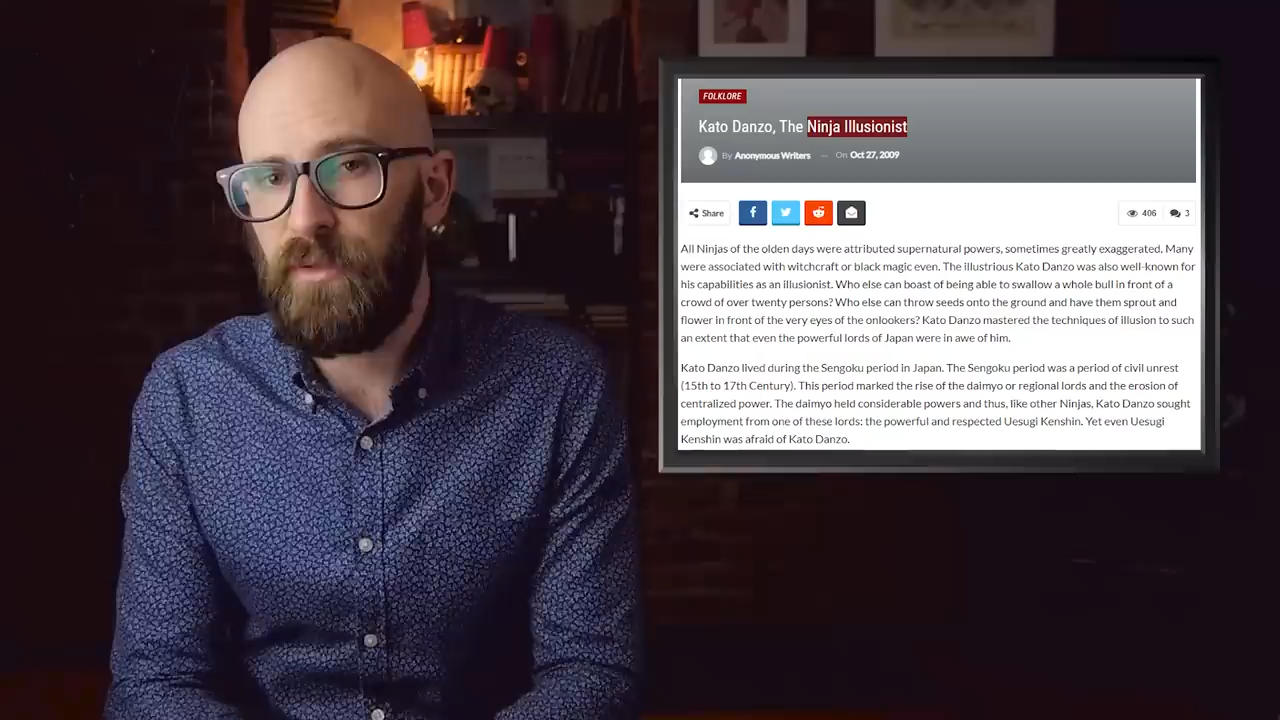 FOLKLORE
Kato Danzo, The Ninja Illusionist
By Anonymous Writers — On Oct 27, 2009
Share
406
3
All Ninjas of the olden days were attributed supernatural powers, sometimes greatly exaggerated. Many
were associated with witchcraft or black magic even. The illustrious Kato Danzo was also well-known for
his capabilities as an illusionist. Who else can boast of being able to swallow a whole bull in front of a
crowd of over twenty persons? Who else can throw seeds onto the ground and have them sprout and
flower in front of the very eyes of the onlookers? Kato Danzo mastered the techniques of illusion to such
an extent that even the powerful lords of Japan were in awe of him.
Kato Danzo lived during the Sengoku period in Japan. The Sengoku period was a period of civil unrest
(15th to 17th Century). This period marked the rise of the daimyo or regional lords and the erosion of
centralized power. The daimyo held considerable powers and thus, like other Ninjas, Kato Danzo sought
employment from one of these lords: the powerful and respected Uesugi Kenshin. Yet even Uesugi
Kenshin was afraid of Kato Danzo.